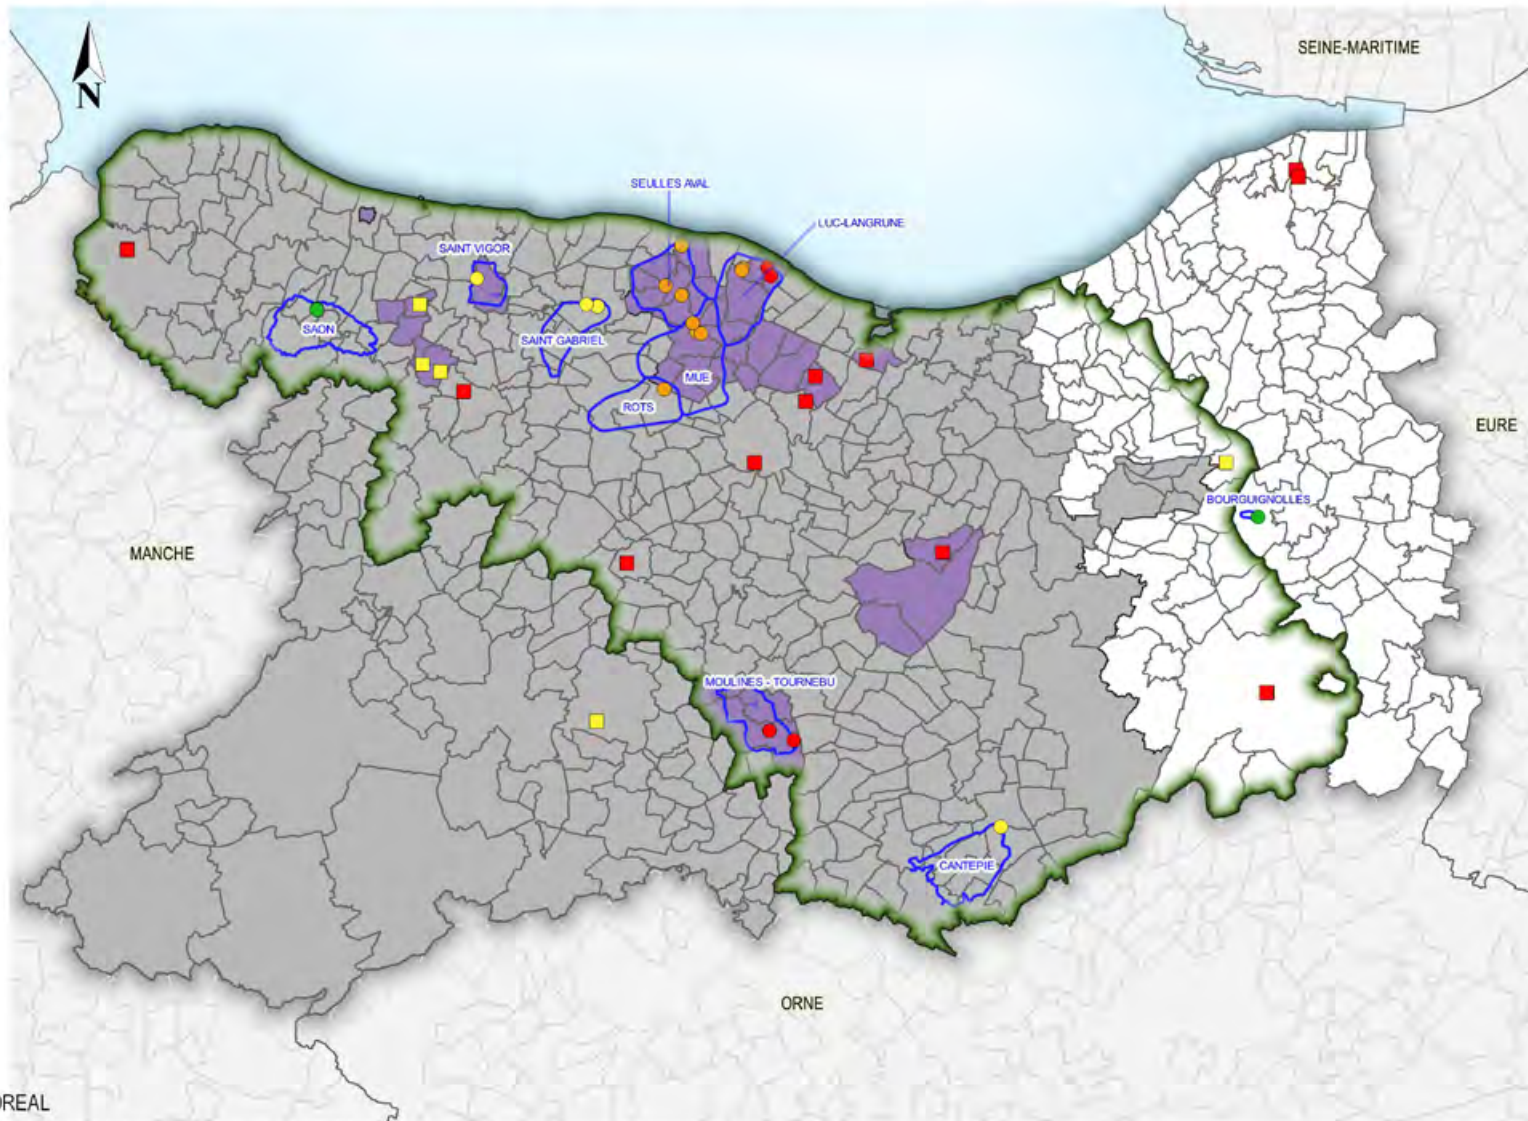 SEINE-MARITIME
N
SEULLES AVAL
LUC-LANGRUNE
SAINT VIGOR
SAON
SAINT GABRIEL
MUE
ROTS
EURE
BOURGUIGNOLLES
MANCHE
MOULINES - TOURNEBU
CANTEPIE
ORNE
DREAL